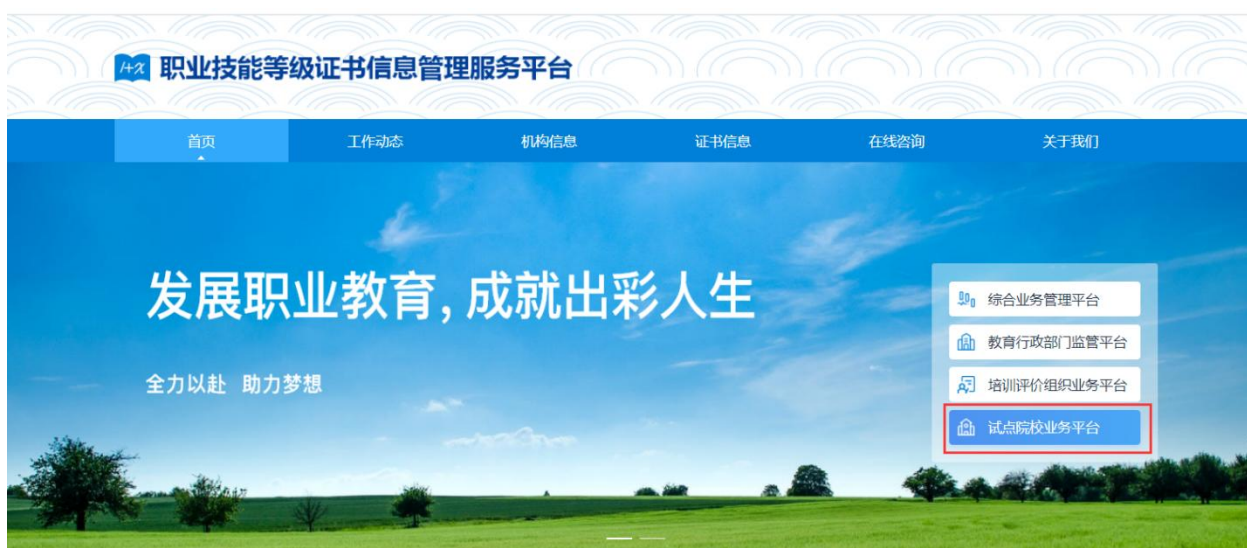 1+X 职业技能等级证书信息管理服务平台
首页 工作动态 机构信息 证书信息 在线咨询 关于我们
发展职业教育,成就出彩人生
全力以赴 助力梦想
综合业务管理平台
教育行政部门监管平台
培训评价组织业务平台
试点院校业务平台